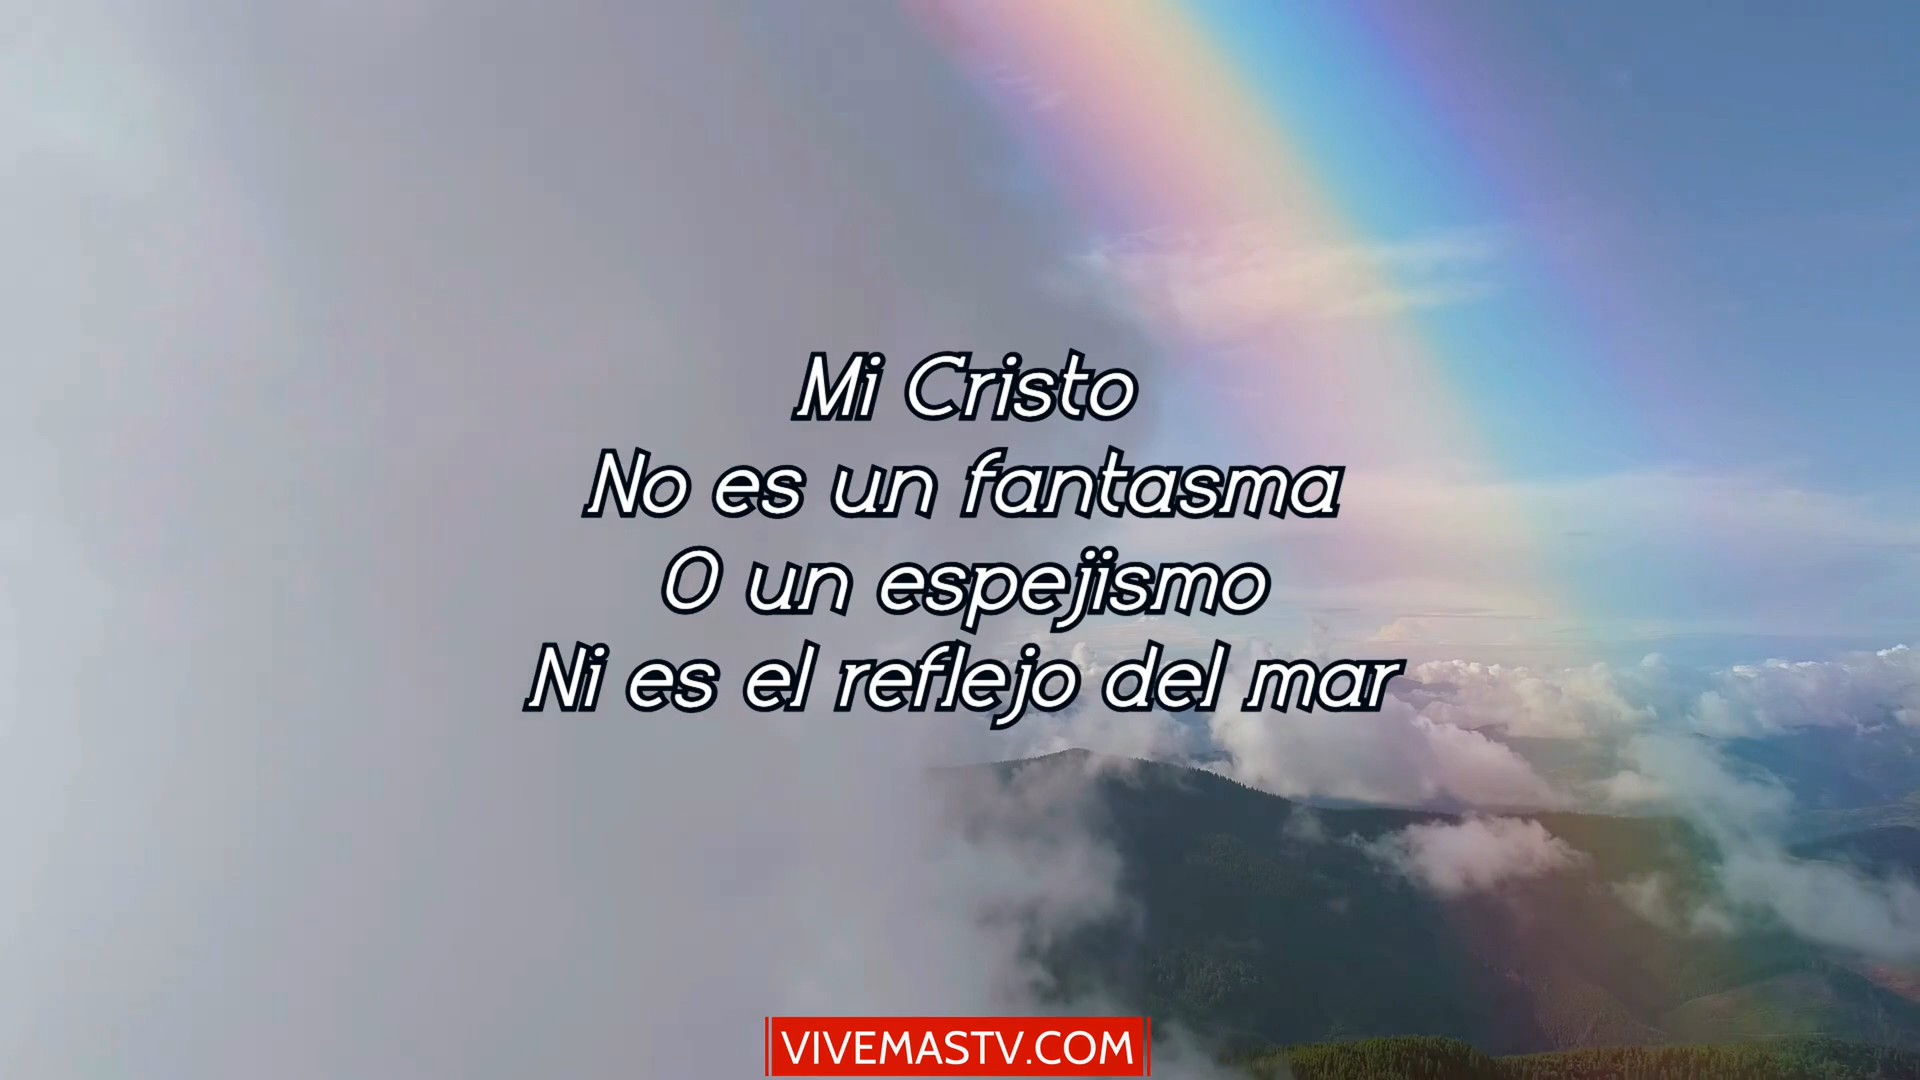 Mi Cristo
No es un fantasma
O un espejismo
Ni es el reflejo del mar
VIVEMASTV.COM